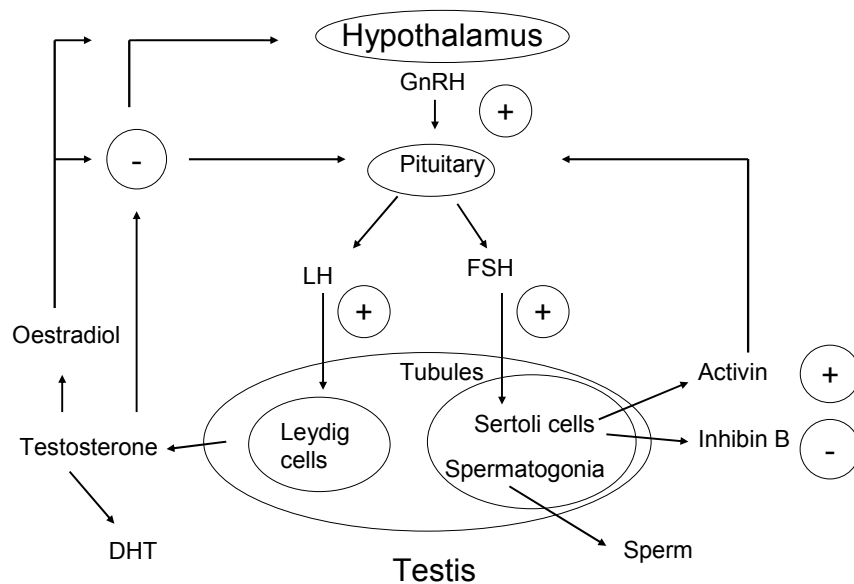 Hypothalamus
GnRH
+
-
Pituitary
LH
FSH
+
+
Oestradiol
Tubules
Activin
+
Testosterone
Leydig
cells
Sertoli cells
Inhibin B
-
Spermatogonia
DHT
Sperm
Testis